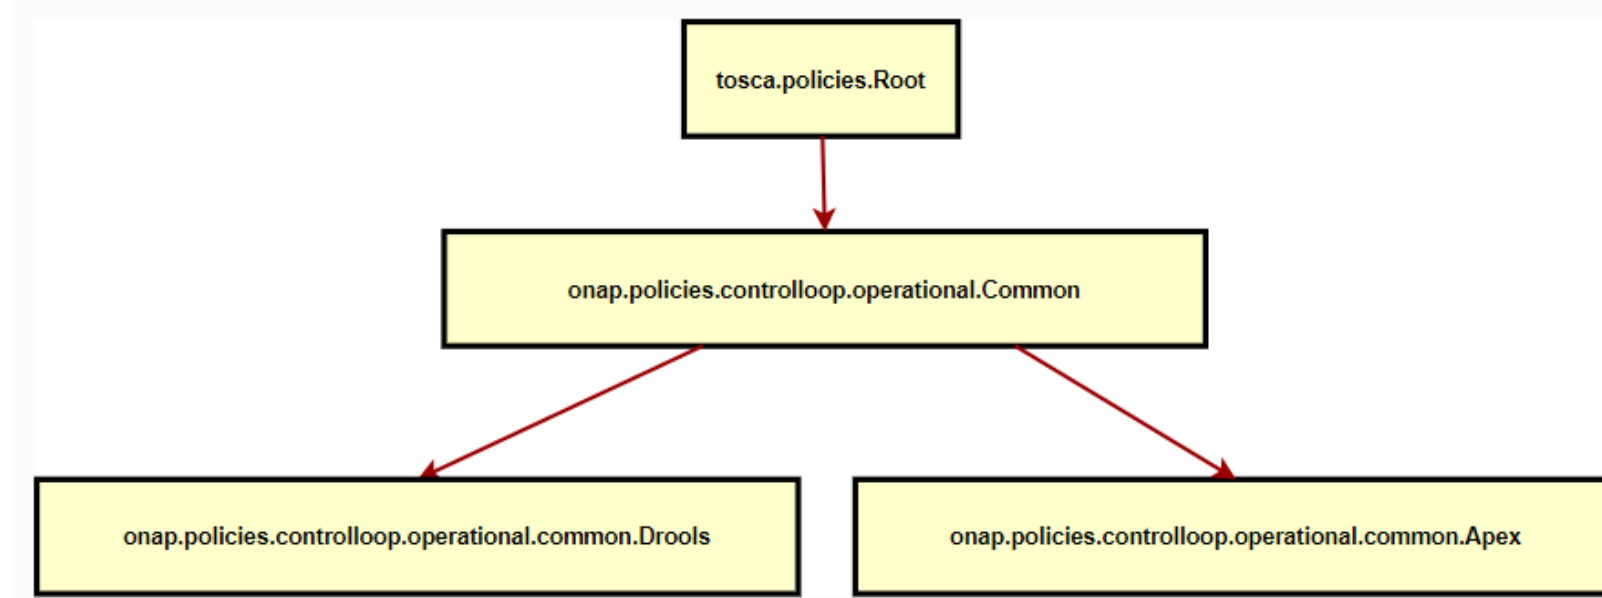 tosca.policies.Root
onap.policies.controlloop.operational.Common
onap.policies.controlloop.operational.common.Drools
onap.policies.controlloop.operational.common.Apex